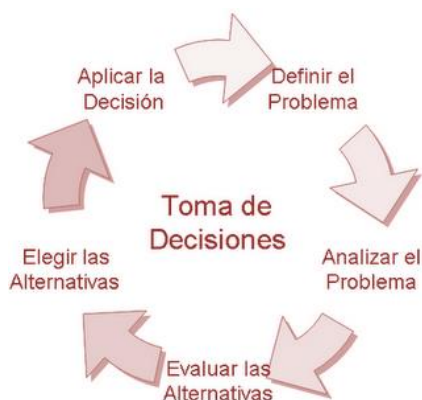 Aplicar la
Decisión
Definir el
Problema
Toma de
Decisiones
Elegir las
Alternativas
Analizar el
Problema
Evaluar las
Alternativas